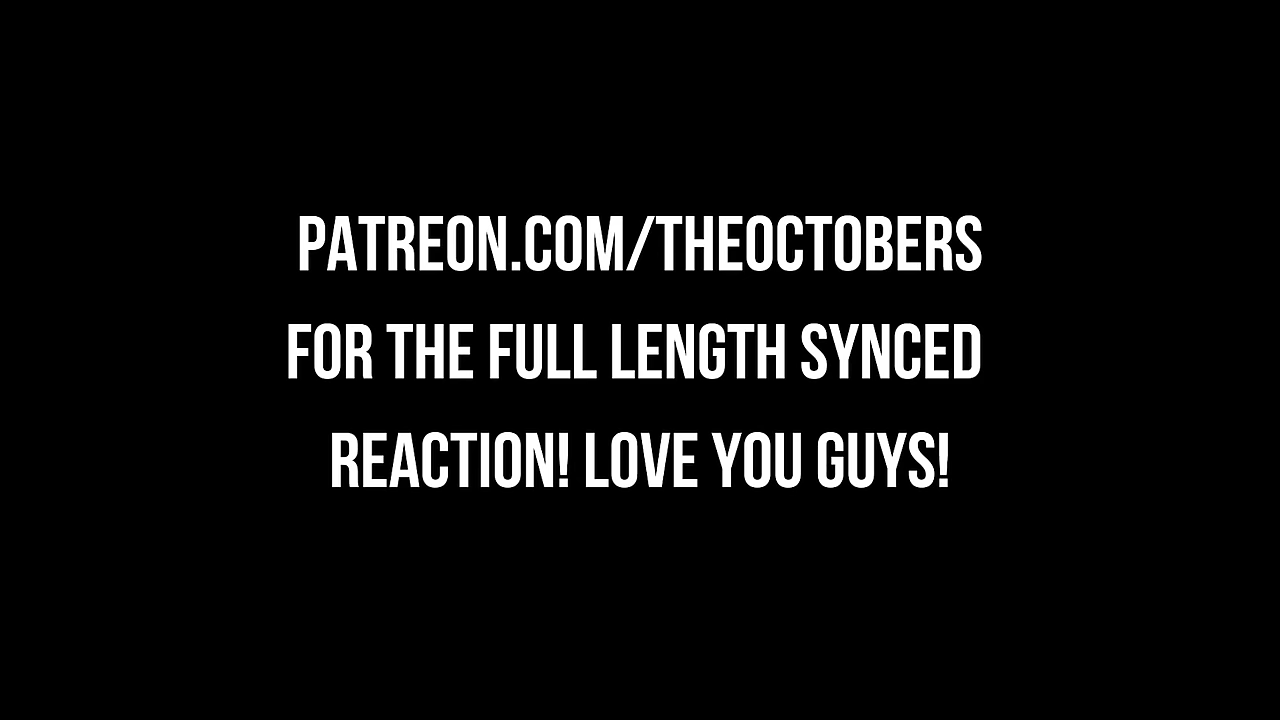 PATREON.COM/THEOCTOBERS
FOR THE FULL LENGTH SYNCED
REACTION! LOVE YOU GUYS!